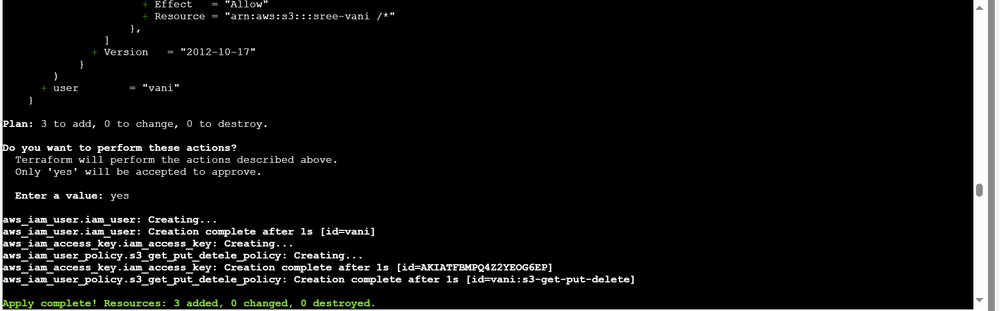 + Effect   = "Allow"
+ Resource = "arn:aws:s3:::sree-vani /*"
},
]
+ Version   = "2012-10-17"
}
)
+ user        = "vani"
}
Plan: 3 to add, 0 to change, 0 to destroy.
Do you want to perform these actions?
Terraform will perform the actions described above.
Only 'yes' will be accepted to approve.
Enter a value: yes
aws_iam_user.iam_user: Creating...
aws_iam_user.iam_user: Creation complete after 1s [id=vani]
aws_iam_access_key.iam_access_key: Creating...
aws_iam_user_policy.s3_get_put_detele_policy: Creating...
aws_iam_access_key.iam_access_key: Creation complete after 1s [id=AKIATFBMPQ4Z2YEOG6EP]
aws_iam_user_policy.s3_get_put_detele_policy: Creation complete after 1s [id=vani:s3-get-put-delete]
Apply complete! Resources: 3 added, 0 changed, 0 destroyed.